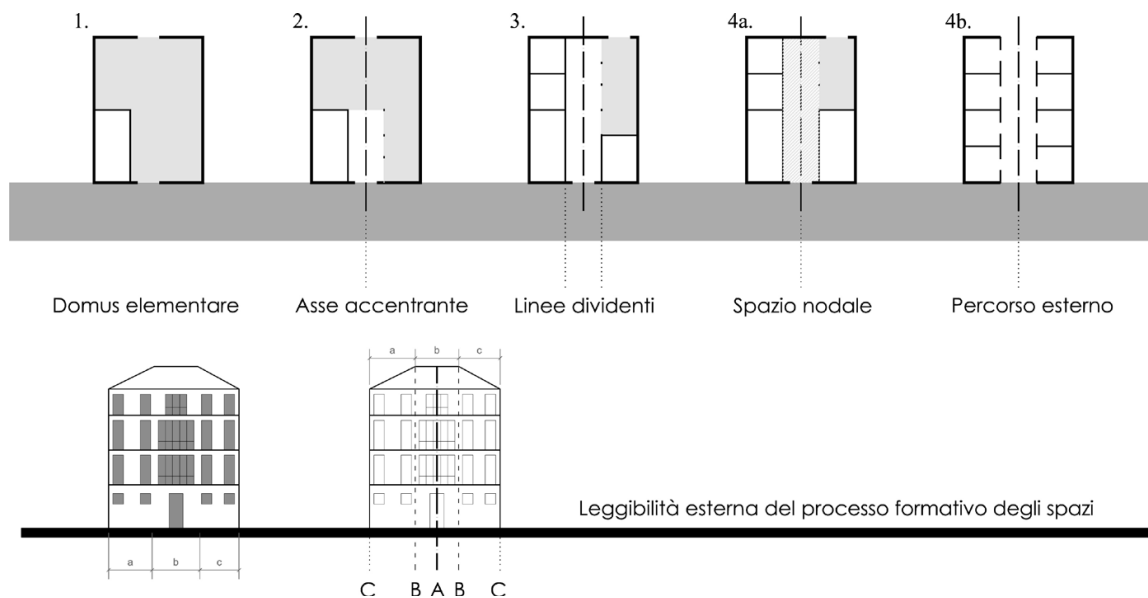 1. 2. 3. 4a. 4b.
Domus elementare Asse accentrante Linee dividenti Spazio nodale Percorso esterno
a b c
Leggibilità esterna del processo formativo degli spazi
a b c
C B A B C